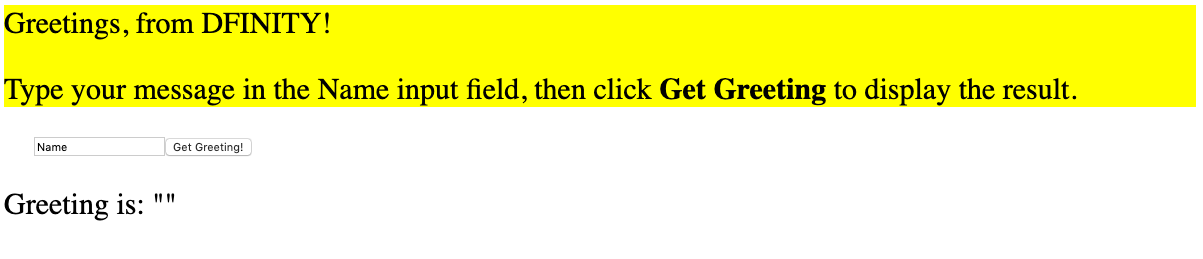 Greetings, from DFINITY!
Type your message in the Name input field, then click Get Greeting to display the result.
Name Get Greeting!
Greeting is: ""